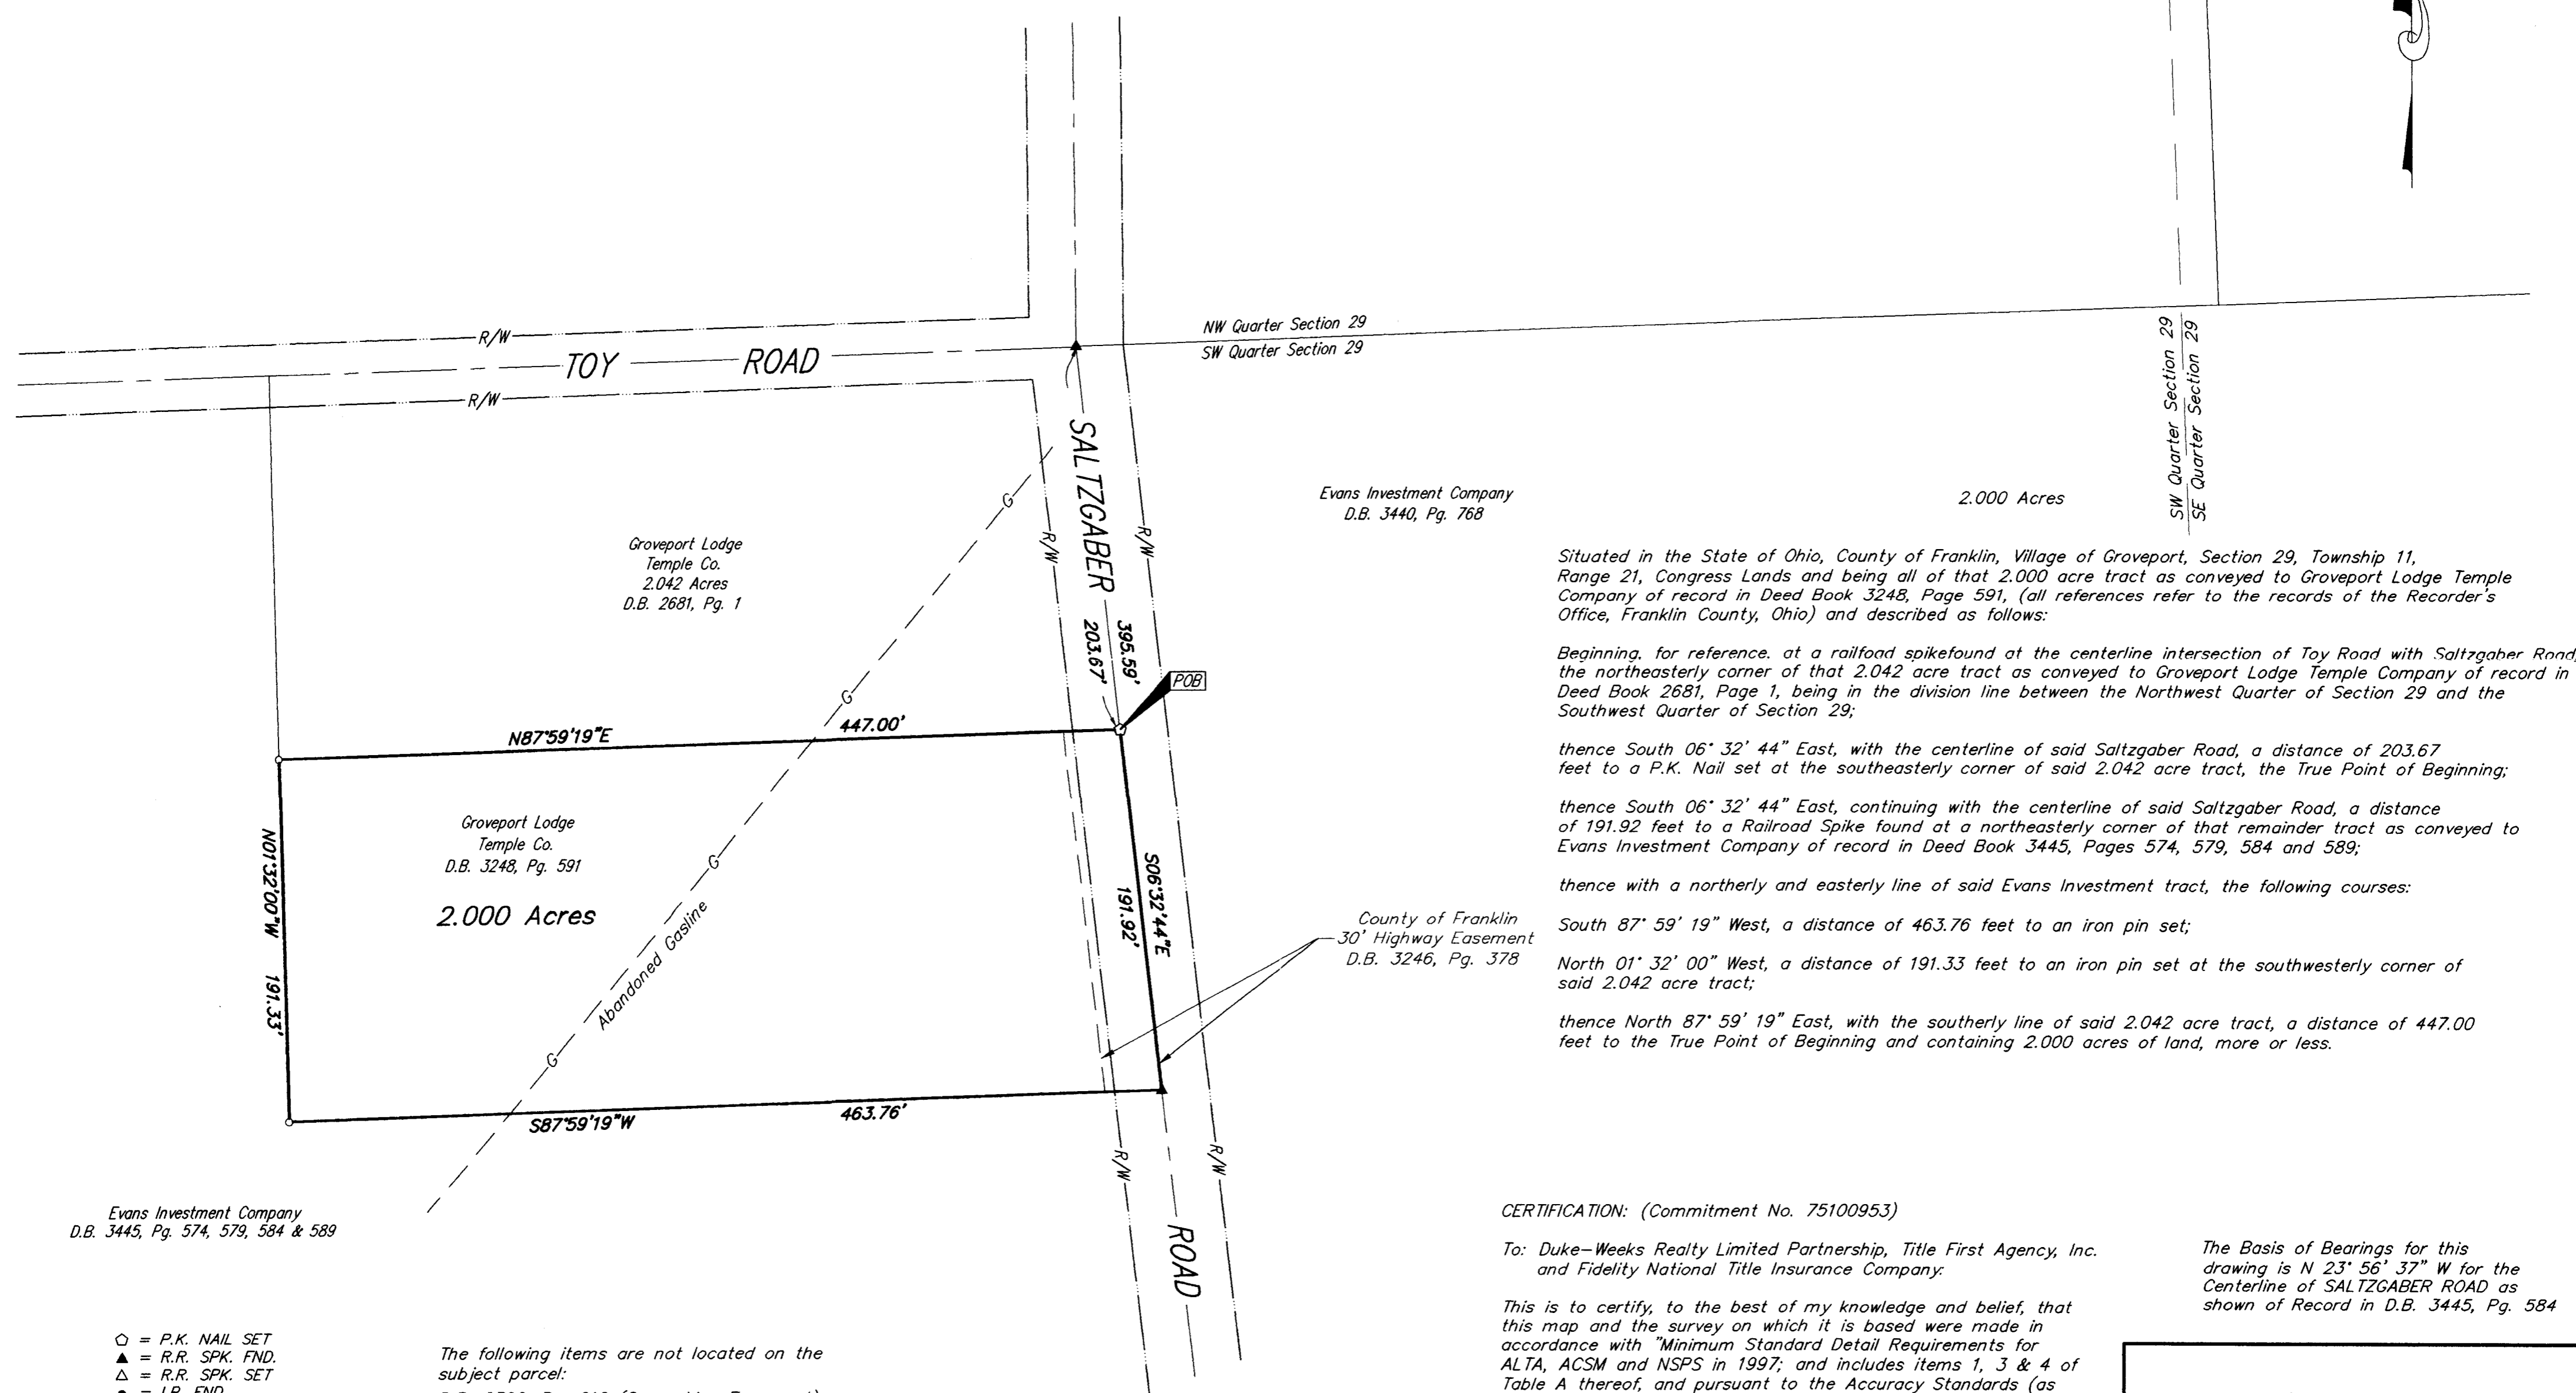 NW Quarter Section 29
SW Quarter Section 29
R/W
TOY ROAD
R/W
SW Quarter Section 29
SE Quarter Section 29
SALTZGABER
R/W
R/W
G
Evans Investment Company
D.B. 3440, Pg. 768
Groveport Lodge
Temple Co.
2.042 Acres
D.B. 2681, Pg. 1
395.59'
203.67'
POB
G
N87°59'19"E
447.00'
Groveport Lodge
Temple Co.
D.B. 3248, Pg. 591
2.000 Acres
G
Abandoned Gasline
G
N01°32'00"W 191.33'
S06°32'44"E
191.92'
County of Franklin
30' Highway Easement
D.B. 3246, Pg. 378
S87°59'19"W
463.76'
R/W
R/W
ROAD
Evans Investment Company
D.B. 3445, Pg. 574, 579, 584 & 589
⬠ = P.K. NAIL SET
▲ = R.R. SPK. FND.
△ = R.R. SPK. SET
● = I.P. FND.
The following items are not located on the
subject parcel:
2.000 Acres
Situated in the State of Ohio, County of Franklin, Village of Groveport, Section 29, Township 11,
Range 21, Congress Lands and being all of that 2.000 acre tract as conveyed to Groveport Lodge Temple
Company of record in Deed Book 3248, Page 591, (all references refer to the records of the Recorder's
Office, Franklin County, Ohio) and described as follows:
Beginning, for reference, at a railfoad spikefound at the centerline intersection of Toy Road with Saltzgaber Road,
the northeasterly corner of that 2.042 acre tract as conveyed to Groveport Lodge Temple Company of record in
Deed Book 2681, Page 1, being in the division line between the Northwest Quarter of Section 29 and the
Southwest Quarter of Section 29;
thence South 06° 32' 44" East, with the centerline of said Saltzgaber Road, a distance of 203.67
feet to a P.K. Nail set at the southeasterly corner of said 2.042 acre tract, the True Point of Beginning;
thence South 06° 32' 44" East, continuing with the centerline of said Saltzgaber Road, a distance
of 191.92 feet to a Railroad Spike found at a northeasterly corner of that remainder tract as conveyed to
Evans Investment Company of record in Deed Book 3445, Pages 574, 579, 584 and 589;
thence with a northerly and easterly line of said Evans Investment tract, the following courses:
South 87° 59' 19" West, a distance of 463.76 feet to an iron pin set;
North 01° 32' 00" West, a distance of 191.33 feet to an iron pin set at the southwesterly corner of
said 2.042 acre tract;
thence North 87° 59' 19" East, with the southerly line of said 2.042 acre tract, a distance of 447.00
feet to the True Point of Beginning and containing 2.000 acres of land, more or less.
CERTIFICATION: (Commitment No. 75100953)
To: Duke-Weeks Realty Limited Partnership, Title First Agency, Inc.
and Fidelity National Title Insurance Company:
This is to certify, to the best of my knowledge and belief, that
this map and the survey on which it is based were made in
accordance with "Minimum Standard Detail Requirements for
ALTA, ACSM and NSPS in 1997; and includes items 1, 3 & 4 of
Table A thereof, and pursuant to the Accuracy Standards (as
The Basis of Bearings for this
drawing is N 23° 56' 37" W for the
Centerline of SALTZGABER ROAD as
shown of Record in D.B. 3445, Pg. 584